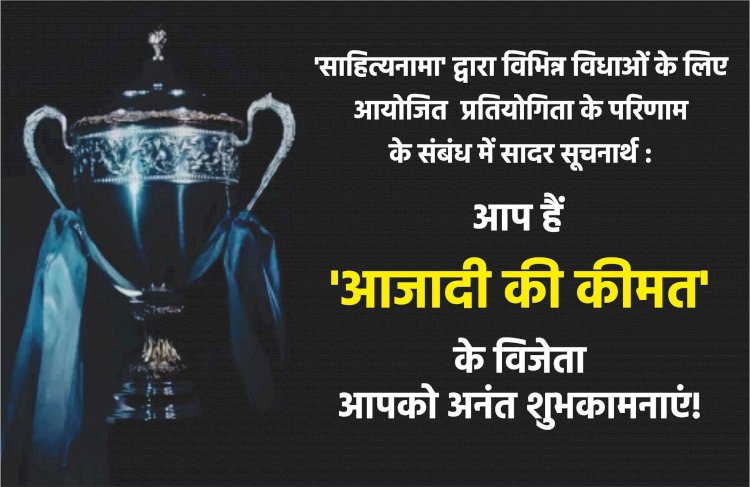 'साहित्यनामा' द्वारा विभिन्न विधाओं के लिए
आयोजित प्रतियोगिता के परिणाम
के संबंध में सादर सूचनार्थ :
आप हैं
'आजादी की कीमत'
के विजेता
आपको अनंत शुभकामनाएं!